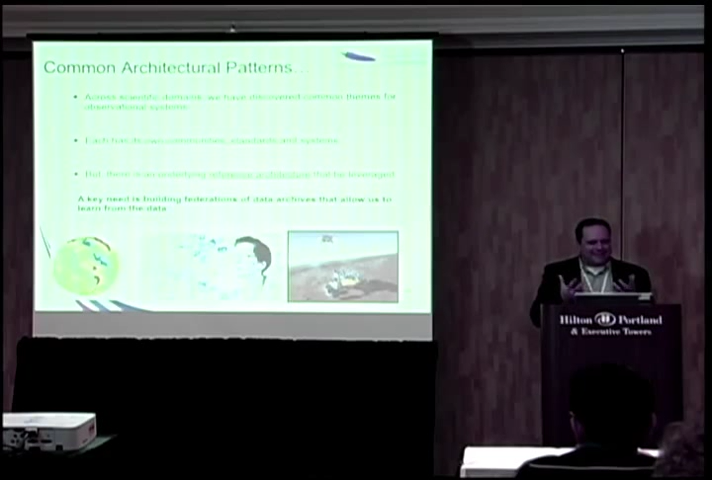 Common Architectural Patterns...
• Across scientific domains, we have discovered common themes for
observational systems
• Each has its own communities, standards and systems
• But, there is an underlying reference architecture that be leveraged
A key need is building federations of data archives that allow us to
learn from the data
Hilton Portland
& Executive Towers